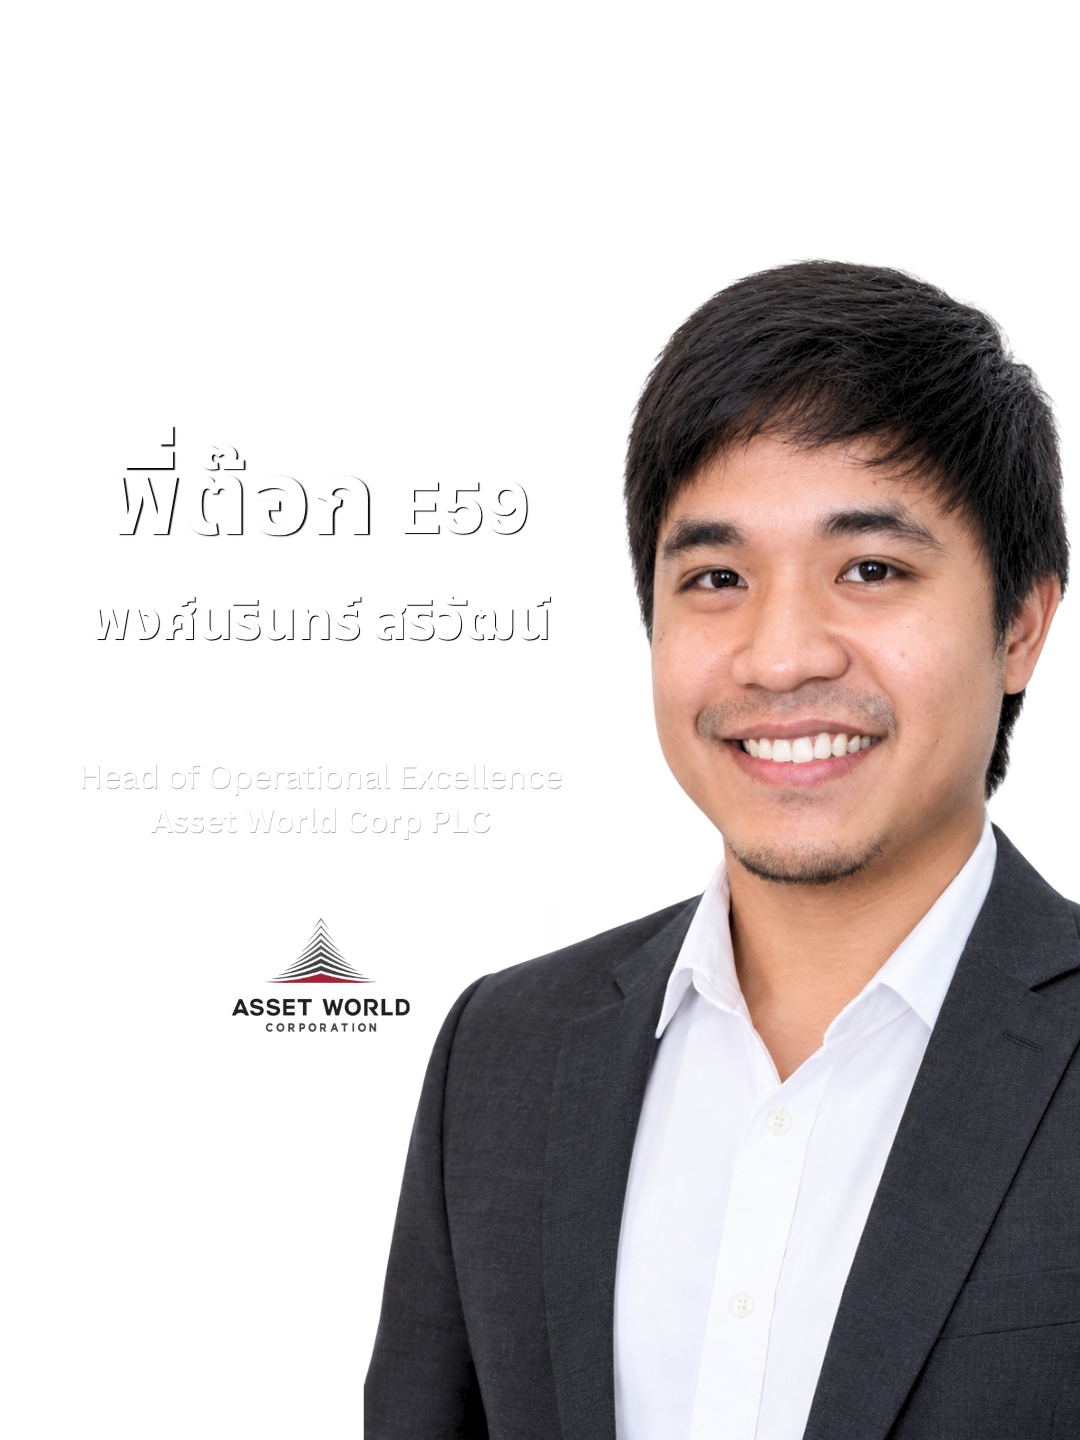 พี่ต๊อก E59
พงศ์นรินทร์ สริวัฒน์
Head of Operational Excellence
Asset World Corp PLC
ASSET WORLD
CORPORATION